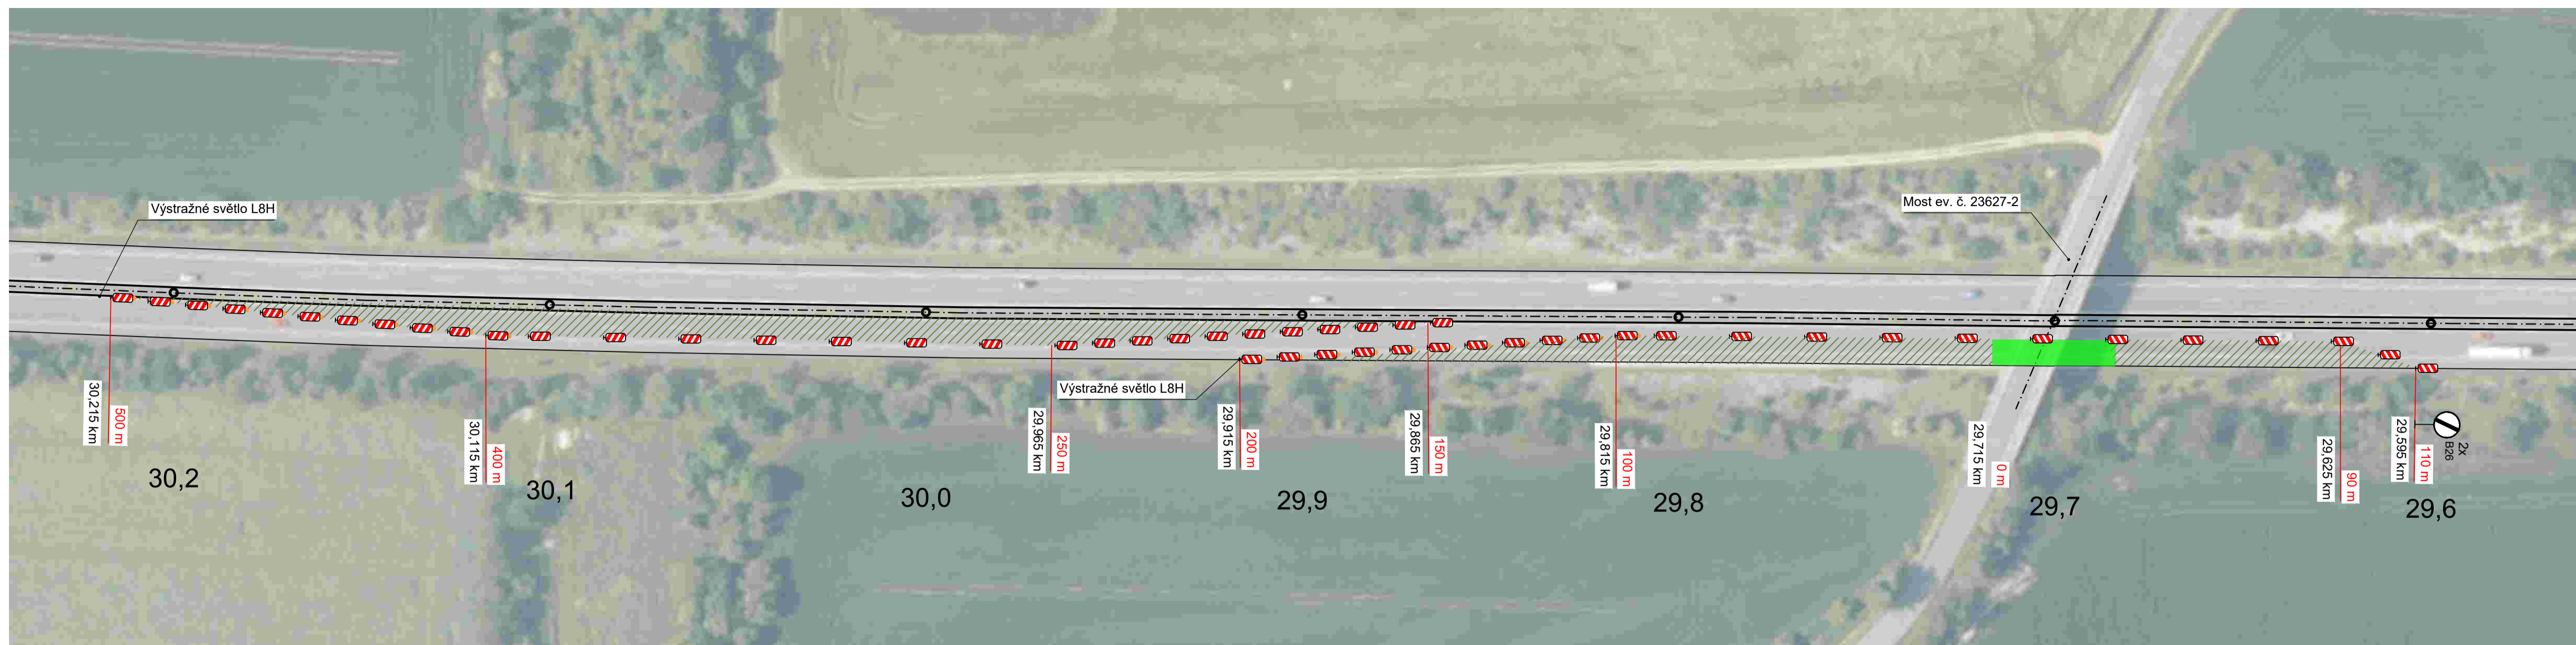 Výstražné světlo L8H
Most ev. č. 23627-2
Výstražné světlo L8H
30,215 km
500 m
30,115 km
400 m
29,965 km
250 m
29,915 km
200 m
29,865 km
150 m
29,815 km
100 m
29,715 km
0 m
29,625 km
90 m
29,595 km
110 m
2x
B26
30,2
30,1
30,0
29,9
29,8
29,7
29,6